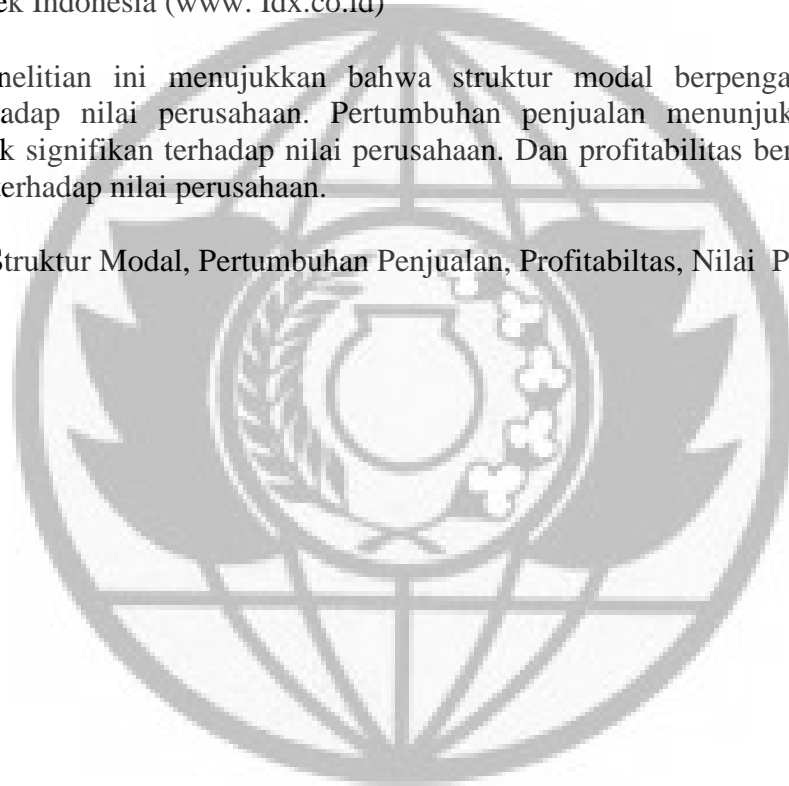 ek Indonesia (www. Idx.co.id)
nelitian ini menujukkan bahwa struktur modal berpenga
adap nilai perusahaan. Pertumbuhan penjualan menunjuk
k signifikan terhadap nilai perusahaan. Dan profitabilitas ber
terhadap nilai perusahaan.
Struktur Modal, Pertumbuhan Penjualan, Profitabiltas, Nilai P